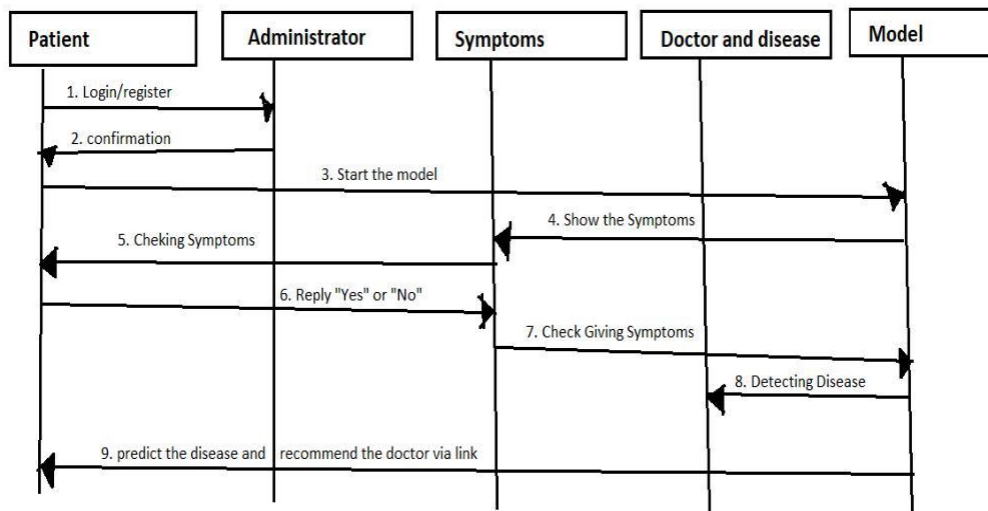 Patient
Administrator
Symptoms
Doctor and disease
Model
1. Login/register
2. confirmation
3. Start the model
4. Show the Symptoms
5. Cheking Symptoms
6. Reply "Yes" or "No"
7. Check Giving Symptoms
8. Detecting Disease
9. predict the disease and recommend the doctor via link